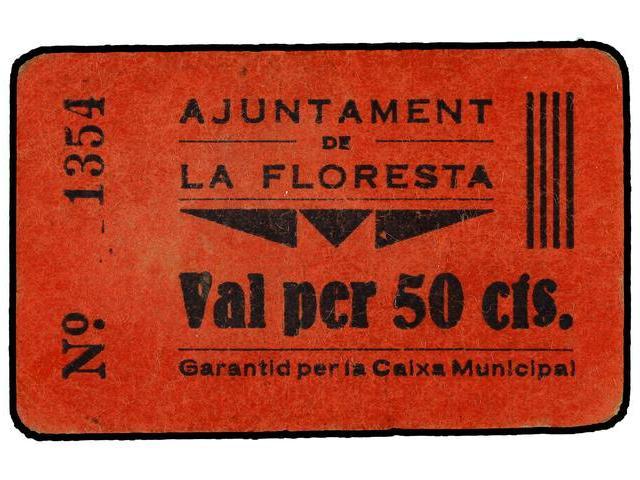 Nº 1354
AJUNTAMENT
DE
LA FLORESTA
Val per 50 cts.
Garantid per la Caixa Municipal